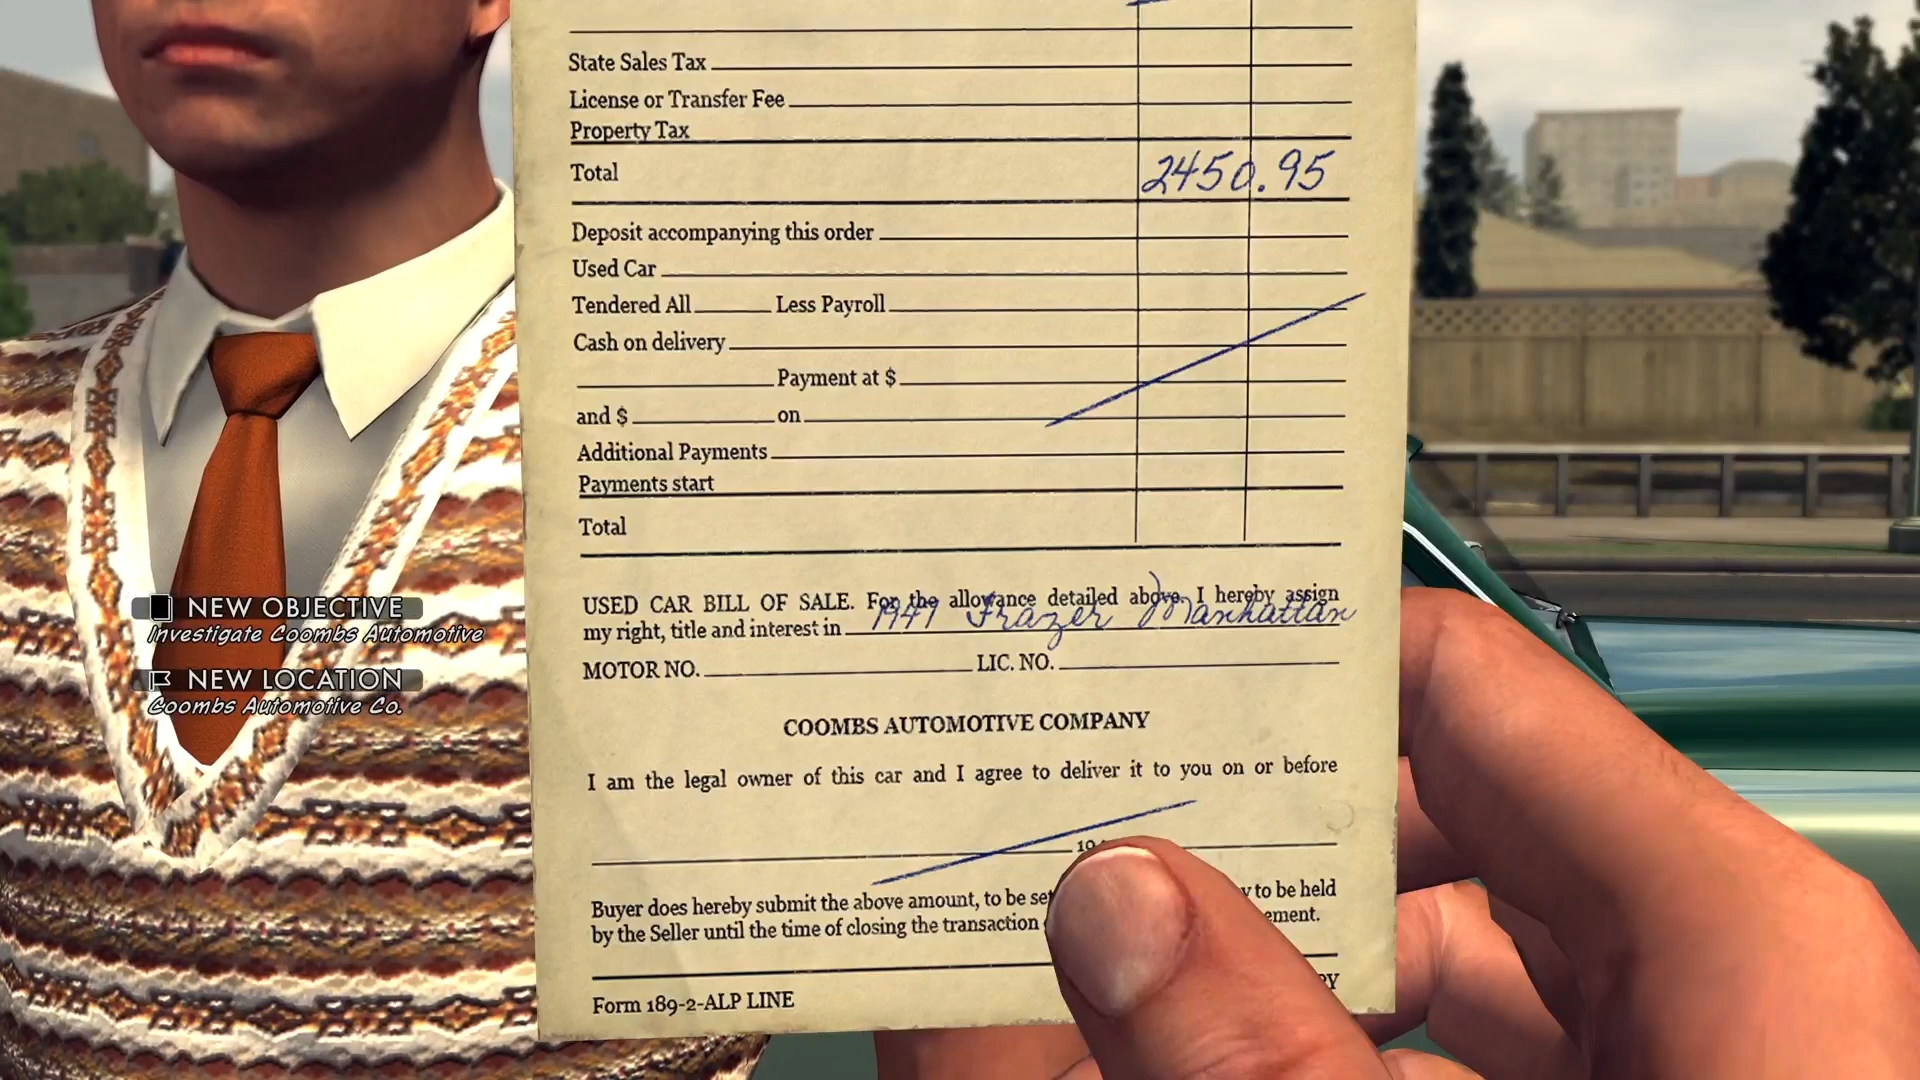 State Sales Tax
License or Transfer Fee
Property Tax
Total 2450.95
Deposit accompanying this order
Used Car
Tendered All Less Payroll
Cash on delivery
Payment at $
and $ on
Additional Payments
Payments start
Total
USED CAR BILL OF SALE. For the allowance detailed above, I hereby assign
my right, title and interest in 1947 Frazer Manhattan
MOTOR NO. LIC. NO.
COOMBS AUTOMOTIVE COMPANY
I am the legal owner of this car and I agree to deliver it to you on or before
Buyer does hereby submit the above amount, to be to be held
by the Seller until the time of closing the transaction
Form 189-2-ALP LINE
NEW OBJECTIVE
Investigate Coombs Automotive
NEW LOCATION
Coombs Automotive Co.